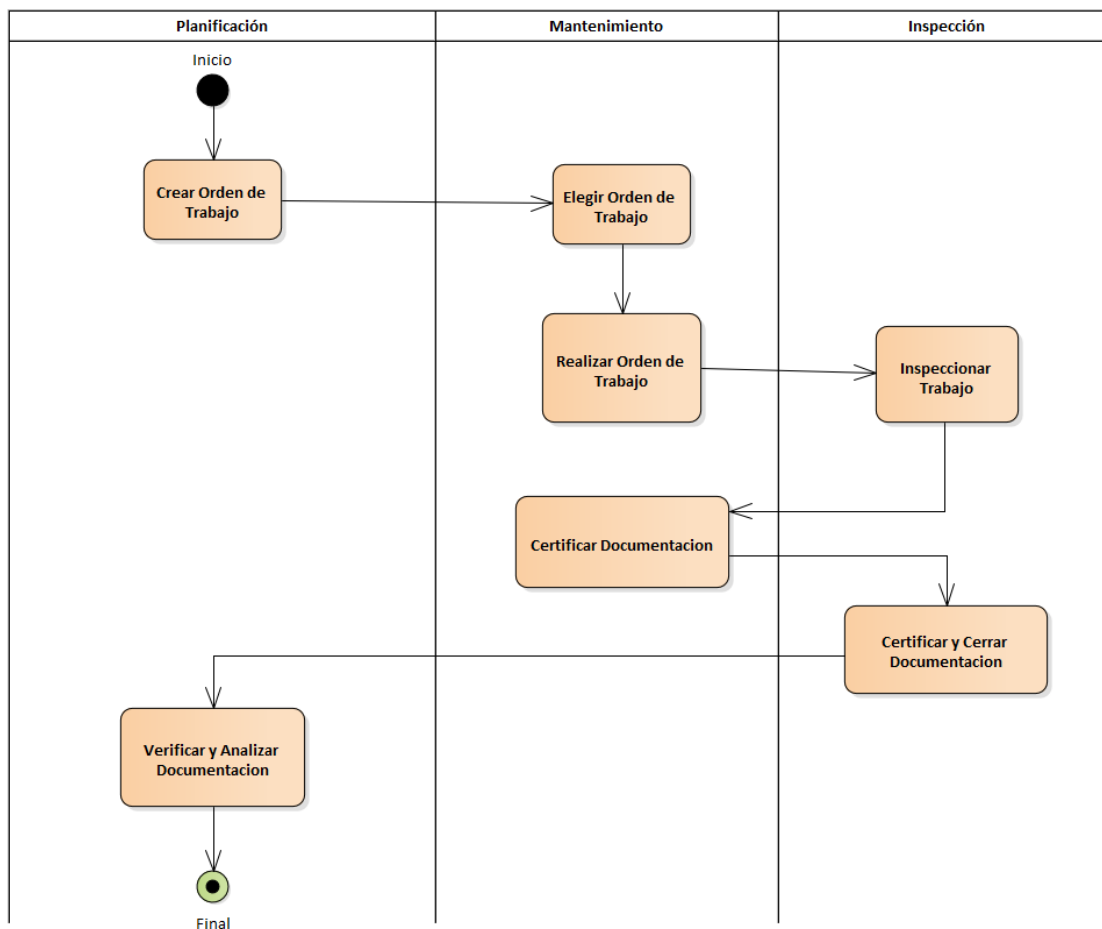 Planificación
Mantenimiento
Inspección
Inicio
Crear Orden de
Trabajo
Elegir Orden de
Trabajo
Realizar Orden de
Trabajo
Inspeccionar
Trabajo
Certificar Documentacion
Certificar y Cerrar
Documentacion
Verificar y Analizar
Documentacion
Final